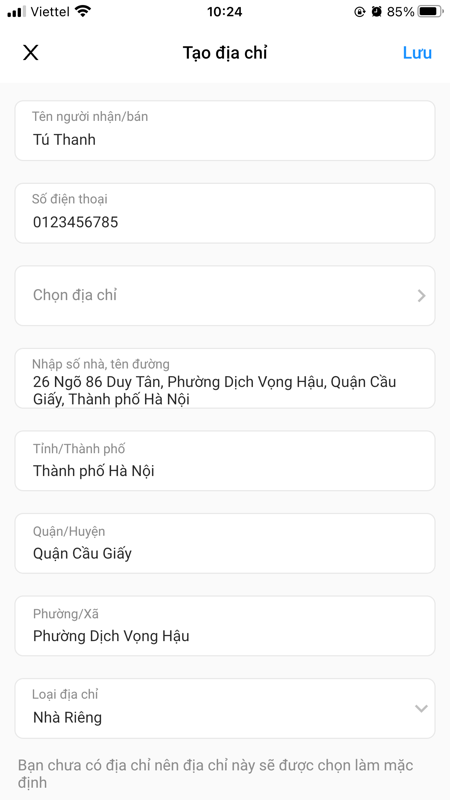 Viettel 10:24 85%
X Tạo địa chỉ Lưu
Tên người nhận/bán
Tú Thanh
Số điện thoại
0123456785
Chọn địa chỉ
Nhập số nhà, tên đường
26 Ngõ 86 Duy Tân, Phường Dịch Vọng Hậu, Quận Cầu
Giấy, Thành phố Hà Nội
Tỉnh/Thành phố
Thành phố Hà Nội
Quận/Huyện
Quận Cầu Giấy
Phường/Xã
Phường Dịch Vọng Hậu
Loại địa chỉ
Nhà Riêng
Bạn chưa có địa chỉ nên địa chỉ này sẽ được chọn làm mặc
định